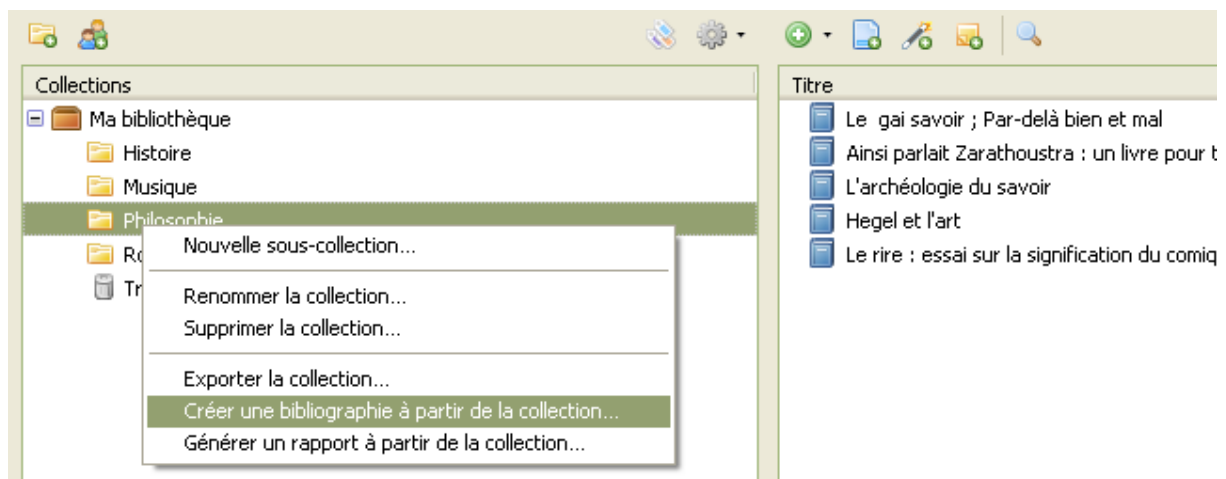 Collections
Ma bibliothèque
Histoire
Musique
Philosophie
Nouvelle sous-collection...
Renommer la collection...
Supprimer la collection...
Exporter la collection...
Créer une bibliographie à partir de la collection...
Générer un rapport à partir de la collection...
Titre
Le gai savoir ; Par-delà bien et mal
Ainsi parlait Zarathoustra : un livre pour
L'archéologie du savoir
Hegel et l'art
Le rire : essai sur la signification du